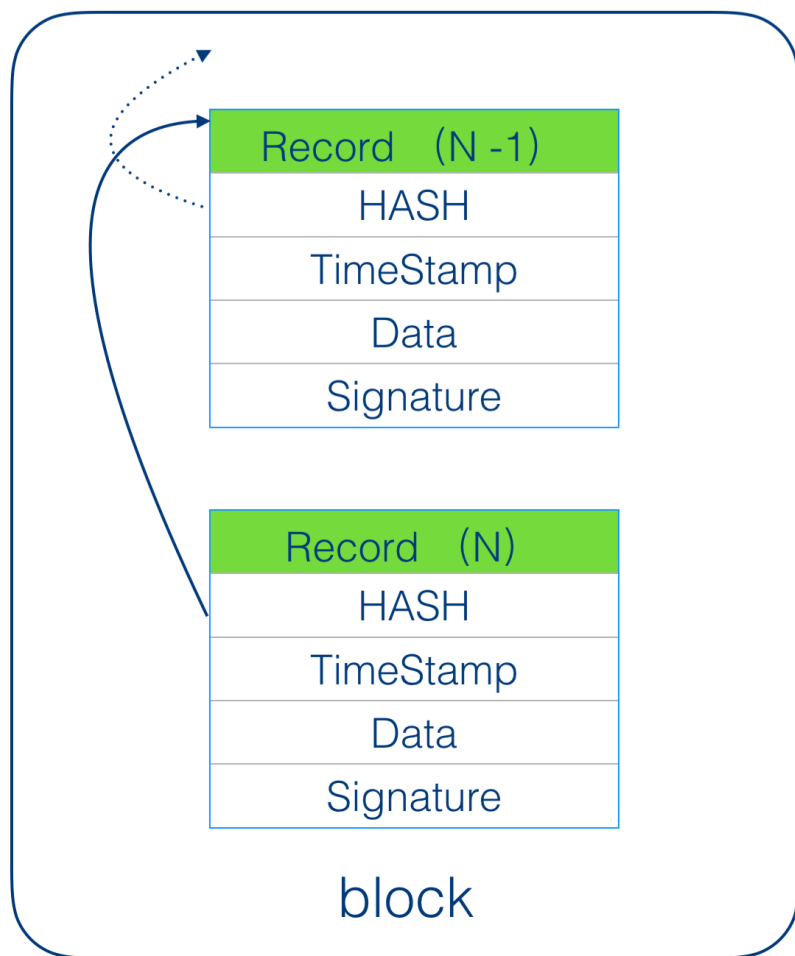 Record (N -1)
HASH
TimeStamp
Data
Signature
Record (N)
HASH
TimeStamp
Data
Signature
block